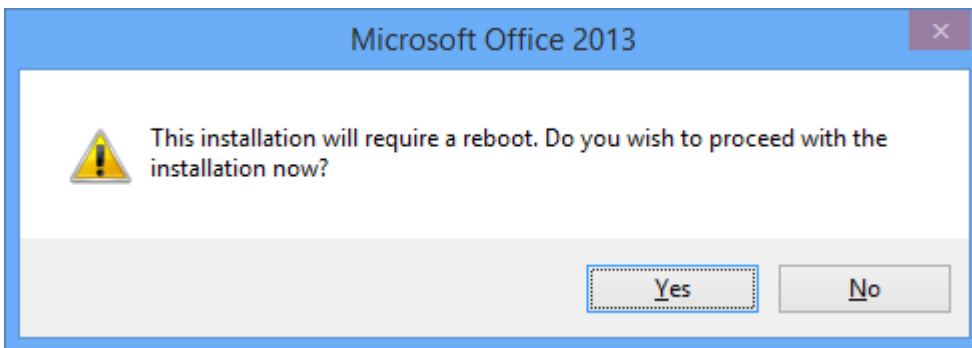 Microsoft Office 2013
This installation will require a reboot. Do you wish to proceed with the
installation now?
Yes
No